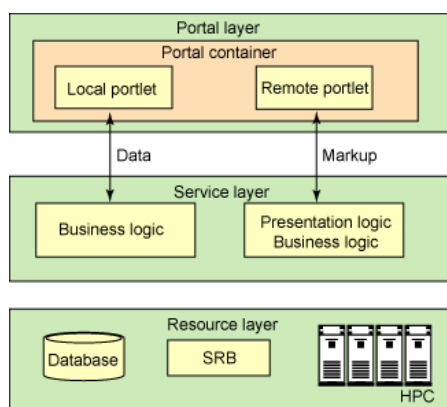 Portal layer
Portal container
Local portlet
Remote portlet
Data
Markup
Service layer
Business logic
Presentation logic
Business logic
Resource layer
Database
SRB
HPC